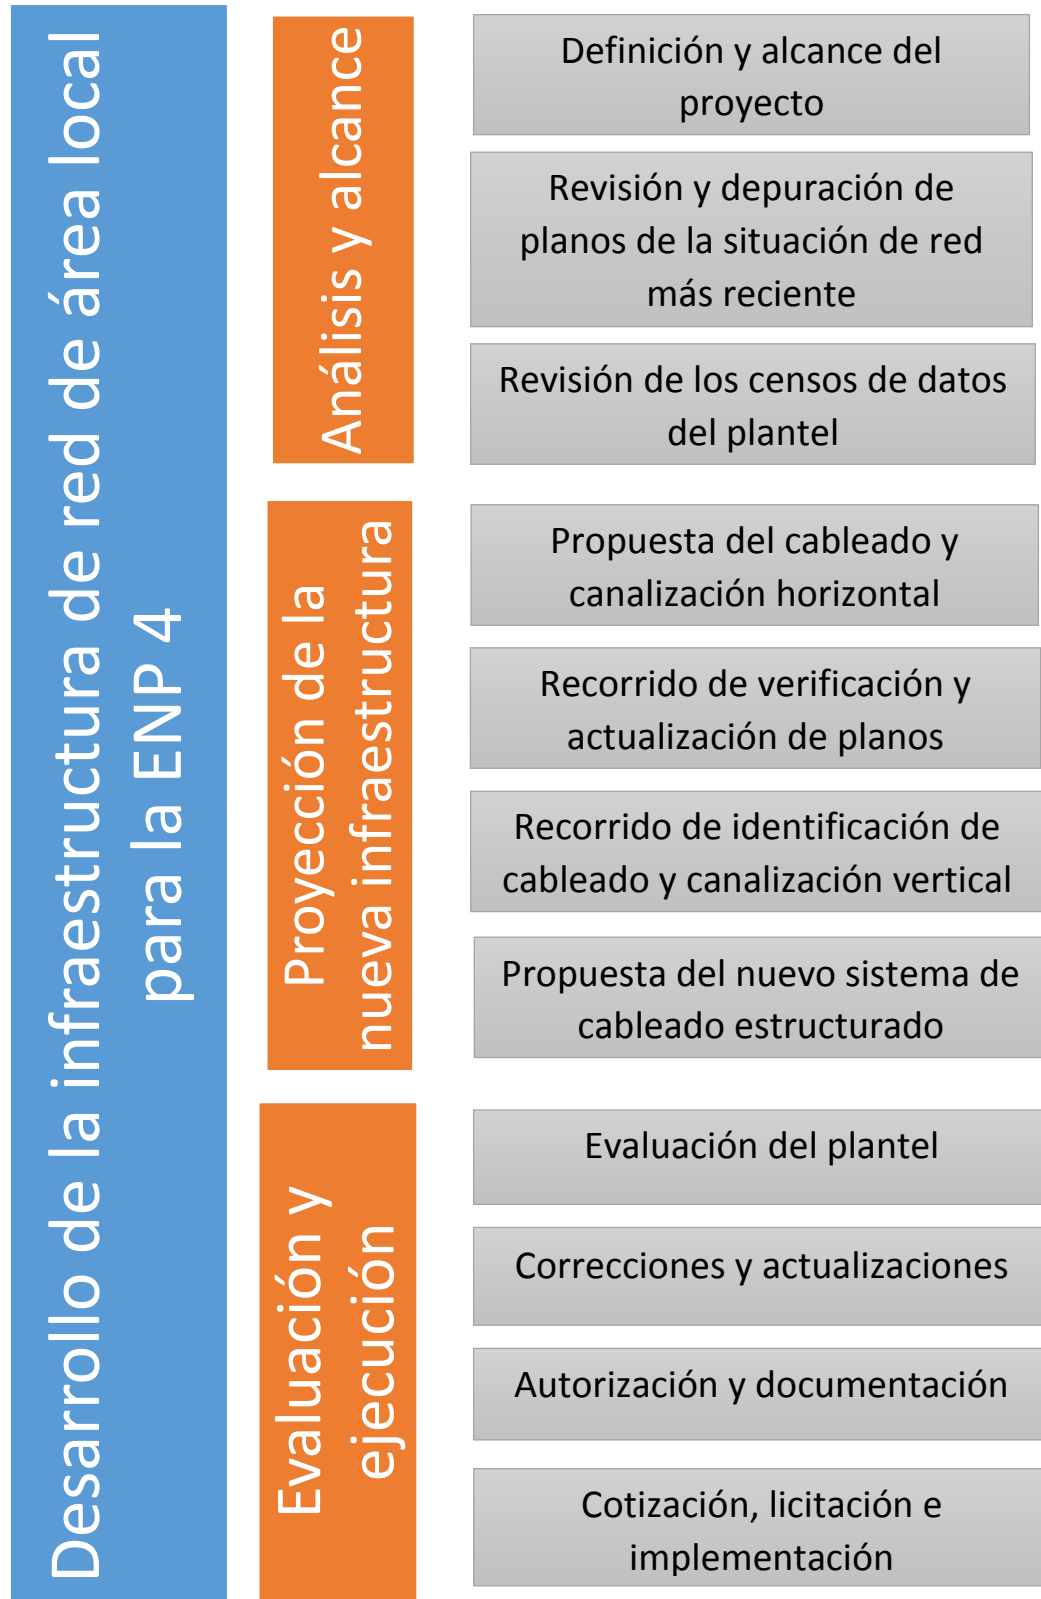 Desarrollo de la infraestructura de red de área local
para la ENP 4
Análisis y alcance
Definición y alcance del
proyecto
Revisión y depuración de
planos de la situación de red
más reciente
Revisión de los censos de datos
del plantel
Proyección de la
nueva infraestructura
Propuesta del cableado y
canalización horizontal
Recorrido de verificación y
actualización de planos
Recorrido de identificación de
cableado y canalización vertical
Propuesta del nuevo sistema de
cableado estructurado
Evaluación y
ejecución
Evaluación del plantel
Correcciones y actualizaciones
Autorización y documentación
Cotización, licitación e
implementación